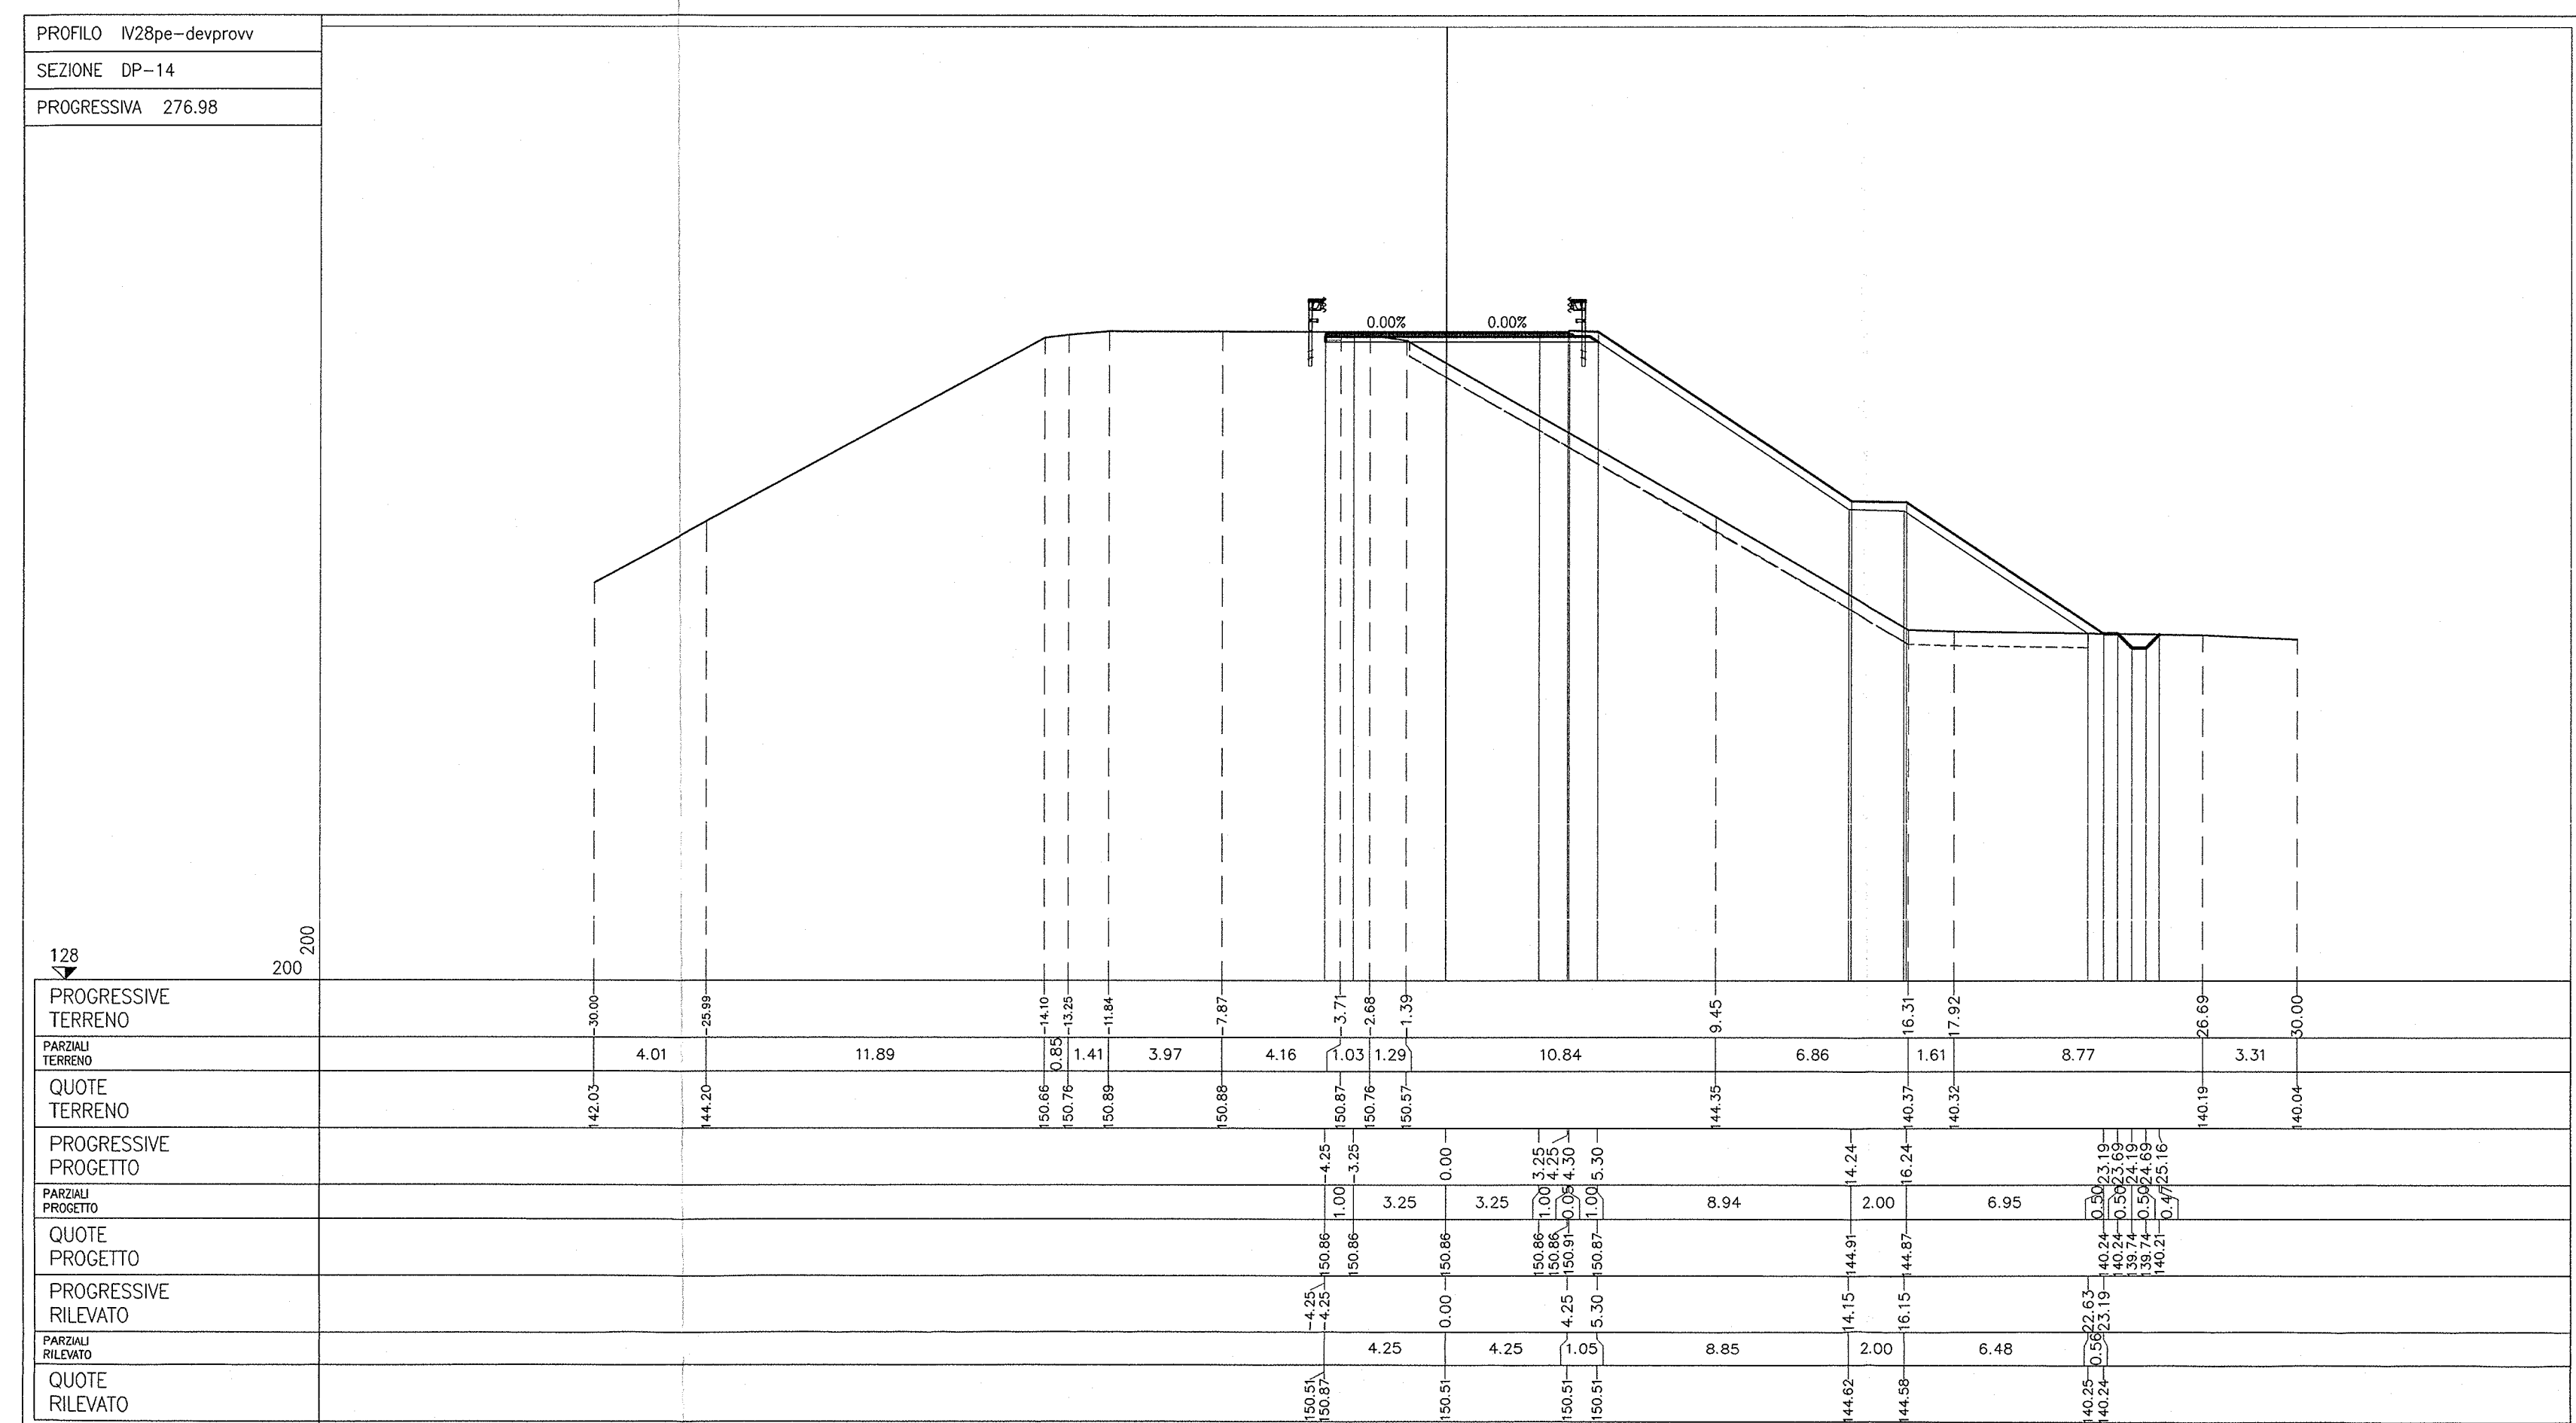 PROFILO IV28pe-devprovv
SEZIONE DP-14
PROGRESSIVA 276.98
0.00% 0.00%
128
200
200
PROGRESSIVE
TERRENO
-30.00 -25.99 -14.10 -13.25 -11.84 -7.87 -3.71 -2.68 -1.39 9.45 16.31 17.92 26.69 30.00
PARZIALI
TERRENO
4.01 11.89 0.85 1.41 3.97 4.16 1.03 1.29 10.84 6.86 1.61 8.77 3.31
QUOTE
TERRENO
142.03 144.20 150.66 150.76 150.89 150.88 150.87 150.76 150.57 144.35 140.37 140.32 140.19 140.04
PROGRESSIVE
PROGETTO
-4.25 -3.25 0.00 3.25 4.25 4.30 5.30 14.24 16.24 23.19 23.69 24.19 24.69 25.16
PARZIALI
PROGETTO
1.00 3.25 3.25 1.00 0.05 1.00 8.94 2.00 6.95 0.50 0.50 0.50 0.47
QUOTE
PROGETTO
150.86 150.86 150.86 150.86 150.86 150.91 150.87 144.91 144.87 140.24 140.24 139.74 139.74 140.21
PROGRESSIVE
RILEVATO
-4.25 -4.25 0.00 4.25 5.30 14.15 16.15 22.63 23.19
PARZIALI
RILEVATO
4.25 4.25 1.05 8.85 2.00 6.48 0.56
QUOTE
RILEVATO
150.51 150.87 150.51 150.51 150.51 144.62 144.58 140.25 140.24